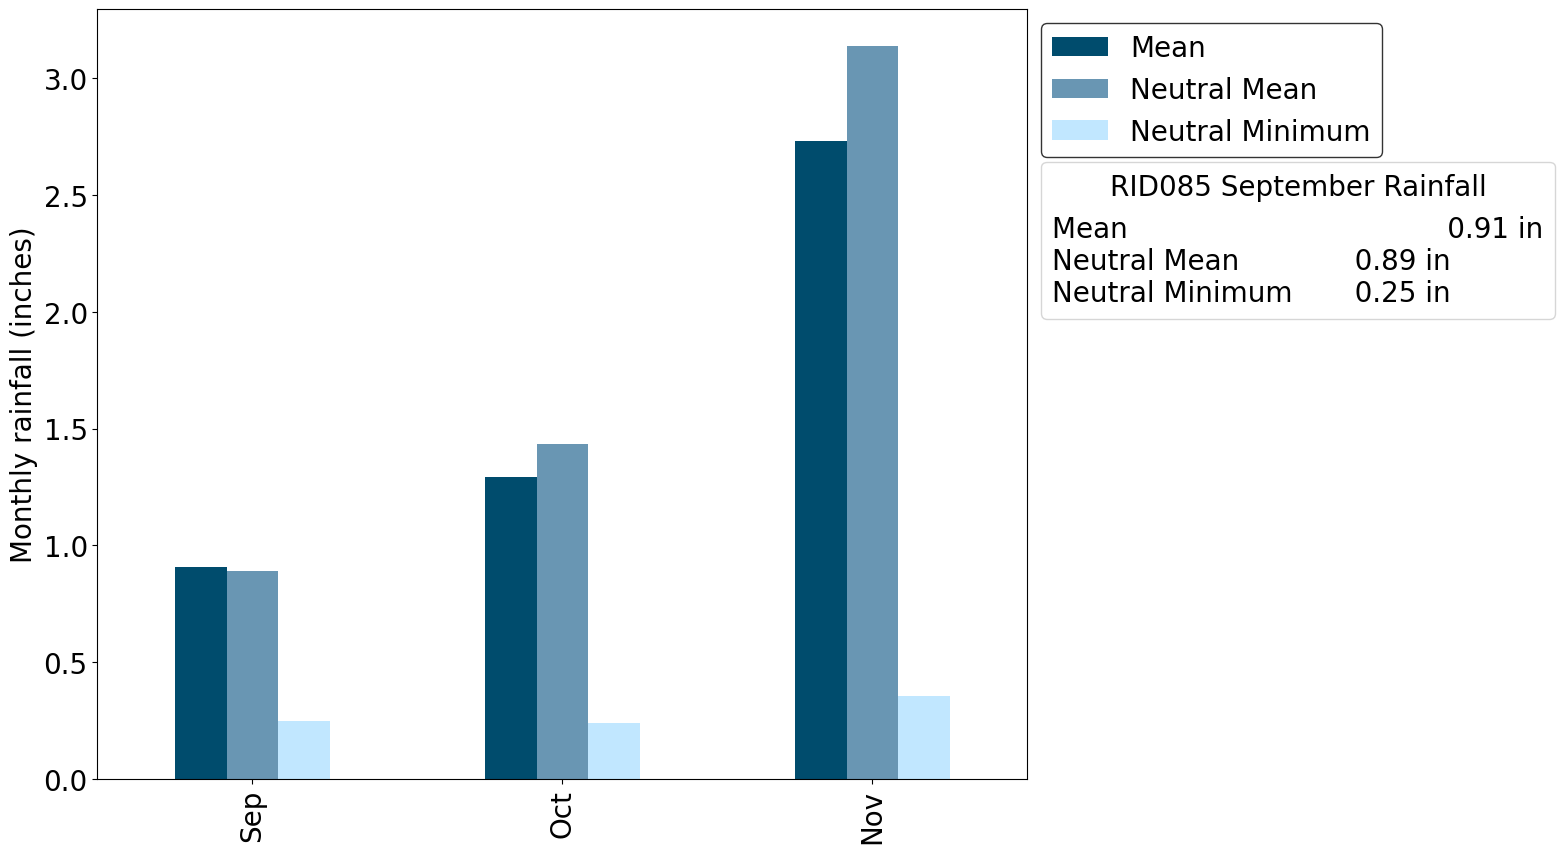 Monthly rainfall (inches)
3.0
2.5
2.0
1.5
1.0
0.5
0.0
Sep
Oct
Nov
Mean
Neutral Mean
Neutral Minimum
RID085 September Rainfall
Mean 0.91 in
Neutral Mean 0.89 in
Neutral Minimum 0.25 in